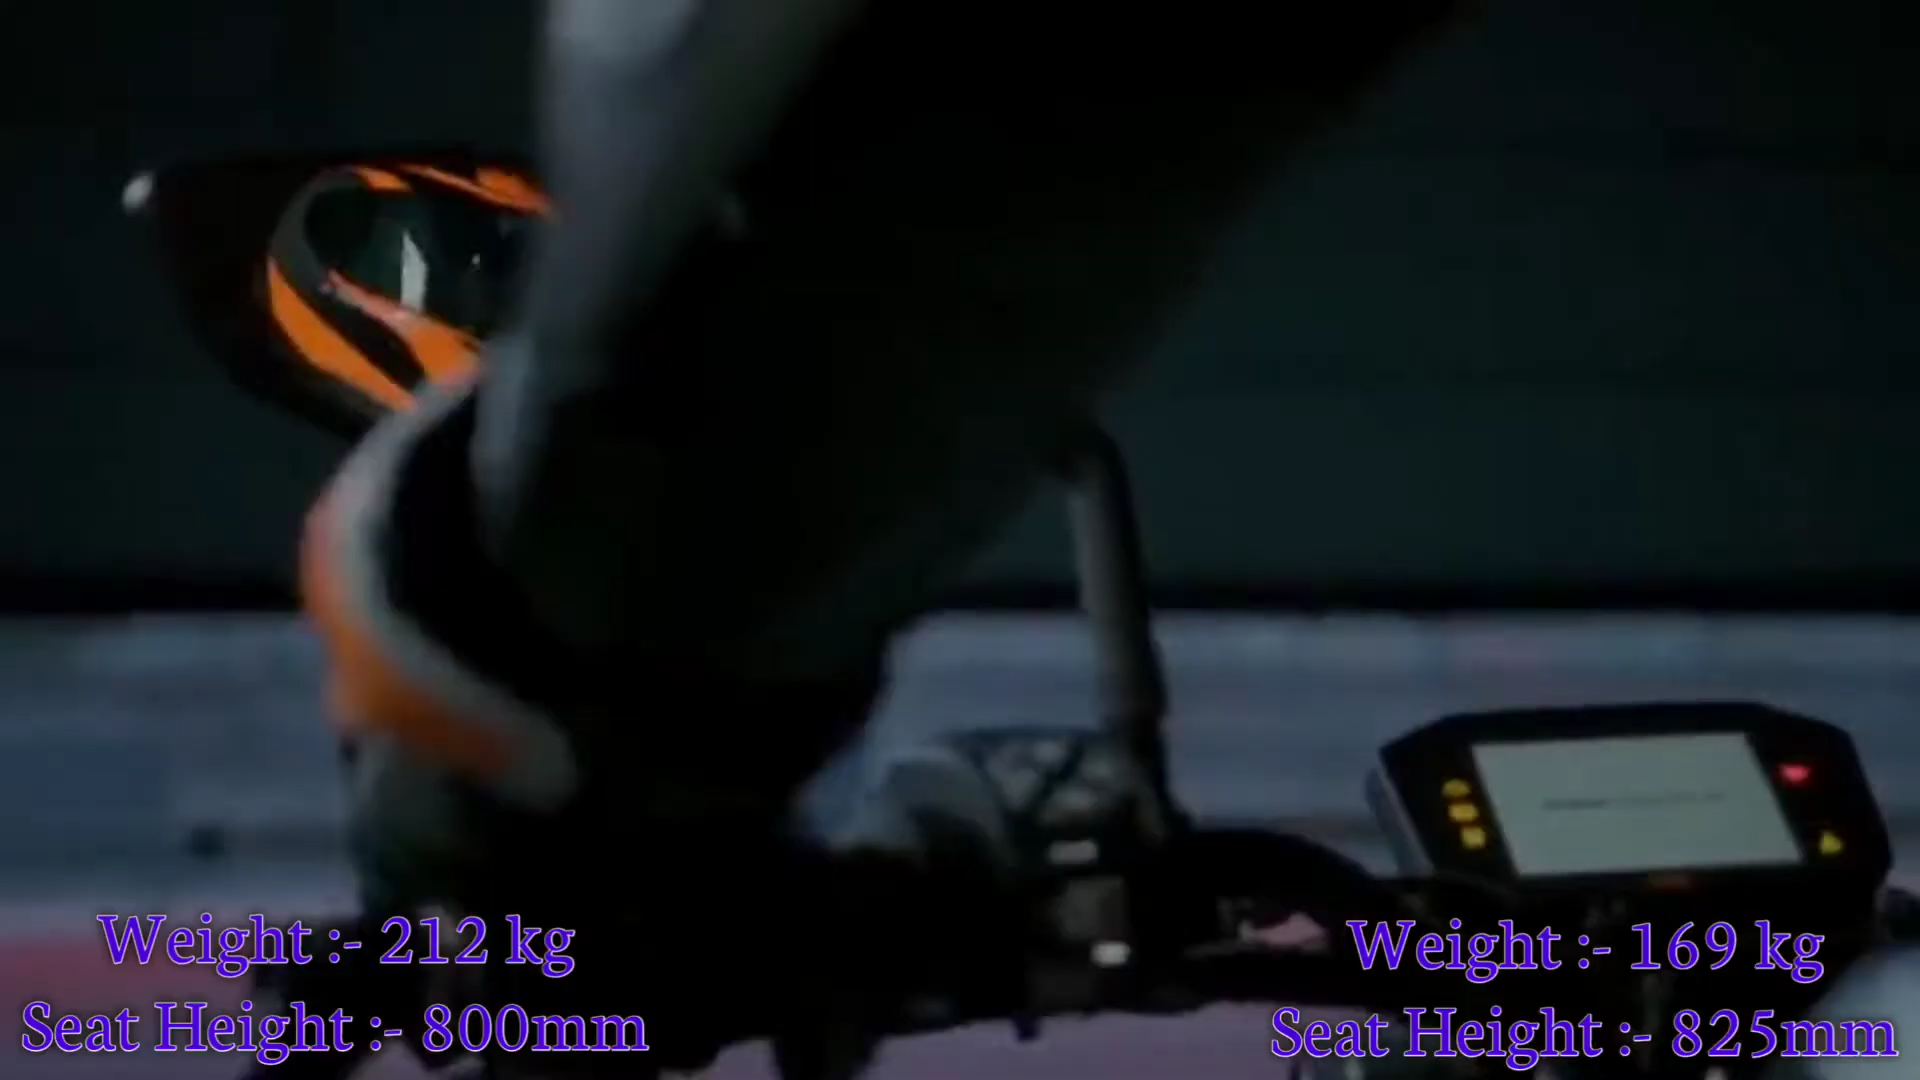 Weight :- 212 kg
Seat Height :- 800mm
Weight :- 169 kg
Seat Height :- 825mm